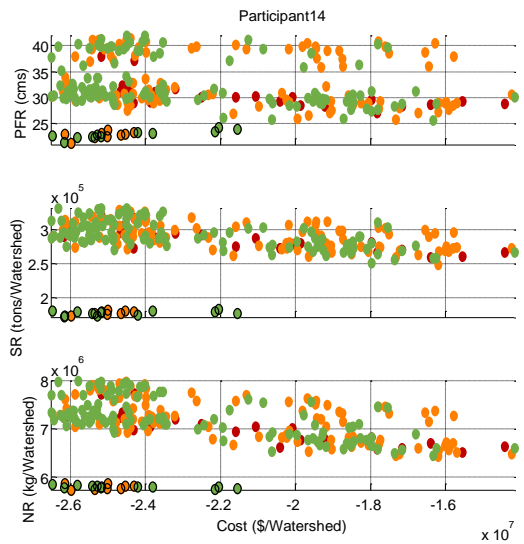 Participant14
40
35
30
25
PFR (cms)
x 10^5
3
2.5
2
SR (tons/Watershed)
x 10^6
8
7
6
NR (kg/Watershed)
-2.6
-2.4
-2.2
-2
-1.8
-1.6
Cost ($/Watershed)
x 10^7